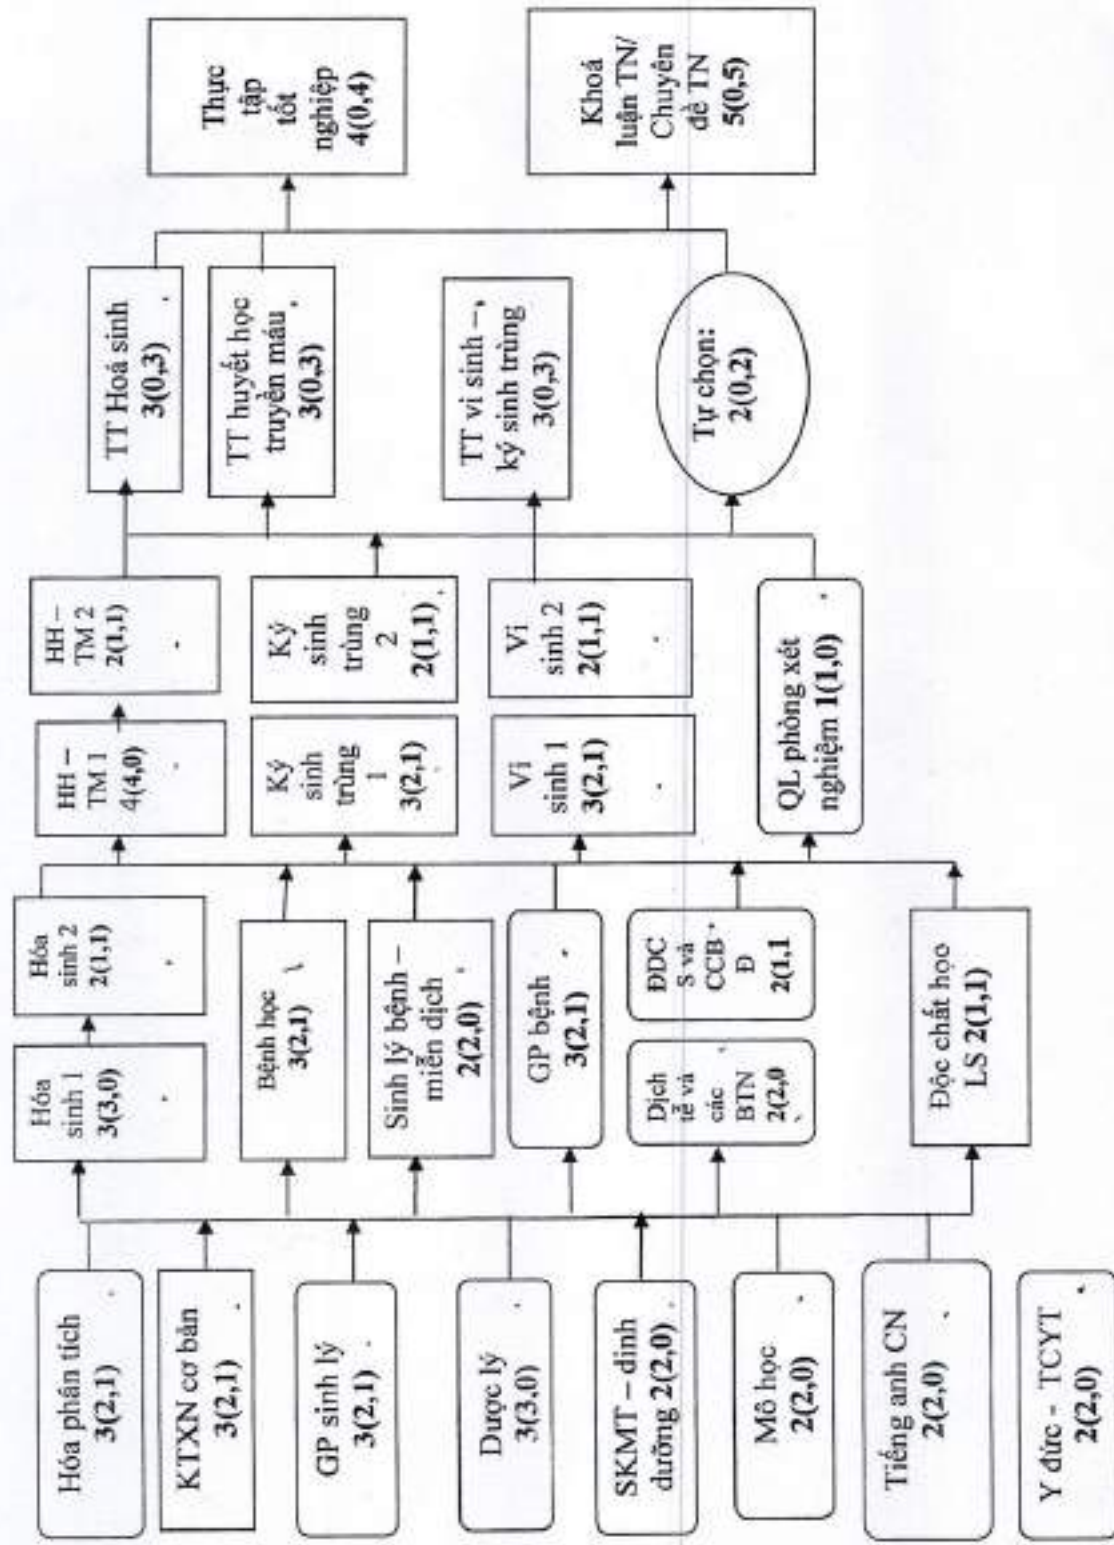 Hóa phân tích
3(2,1)
KTXN cơ bản
3(2,1)
GP sinh lý
3(2,1)
Dược lý
3(3,0)
SKMT – dinh
dưỡng 2(2,0)
Mô học
2(2,0)
Tiếng anh CN
2(2,0)
Y đức - TCYT
2(2,0)
Hóa
sinh 1
3(3,0)
Hóa
sinh 2
2(1,1)
Bệnh học
3(2,1)
Sinh lý bệnh –
miễn dịch
2(2,0)
GP bệnh
3(2,1)
Dịch
tễ và
các
BTN
2(2,0
ĐDC
S và
CCB
Đ
2(1,1
Độc chất học
LS 2(1,1)
HH –
TM 1
4(4,0)
HH –
TM 2
2(1,1)
Ký
sinh
trùng
1
3(2,1)
Ký
sinh
trùng
2
2(1,1)
Vi
sinh 1
3(2,1)
Vi
sinh 2
2(1,1)
QL phòng xét
nghiệm 1(1,0)
TT Hoá sinh
3(0,3)
TT huyết học
truyền máu
3(0,3)
TT vi sinh –
ký sinh trùng
3(0,3)
Tự chọn:
2(0,2)
Thực
tập
tốt
nghiệp
4(0,4)
Khoá
luận TN/
Chuyên
đề TN
5(0,5)